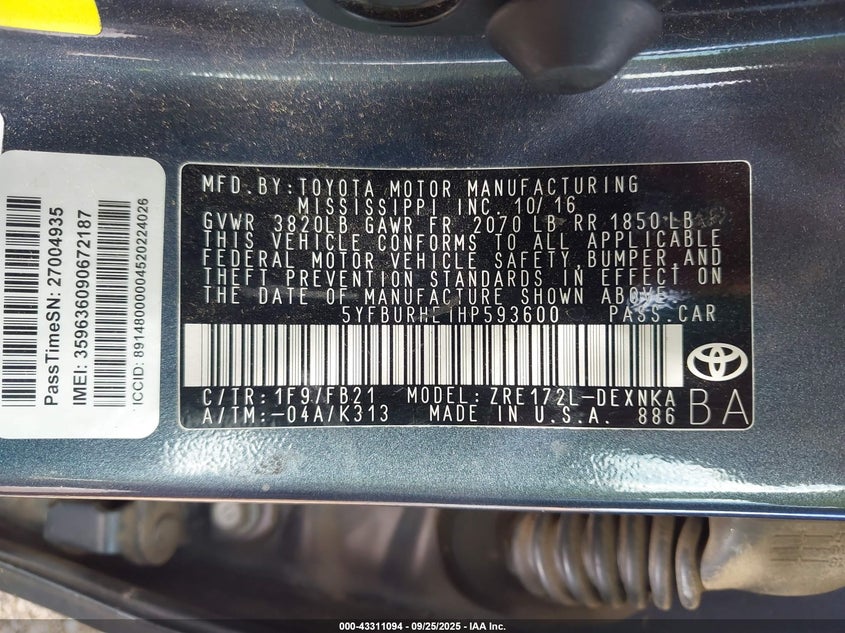 PassTimeSN: 27004935
IMEI: 359636090672187
ICCID: 89148000004520224026
MFD.BY:TOYOTA MOTOR MANUFACTURING
MISSISSIPPI INC. 10/16
GVWR 3820LB GAWR FR 2070 LB RR 1850 LB
THIS VEHICLE CONFORMS TO ALL APPLICABLE
FEDERAL MOTOR VEHICLE SAFETY, BUMPER AND
THEFT PREVENTION STANDARDS IN EFFECT ON
THE DATE OF MANUFACTURE SHOWN ABOVE.
5YFBURHE1HP593600 PASS.CAR
C/TR:1F9/FB21 MODEL:ZRE172L-DEXNKA
A/TM:-04A/K313 MADE IN U.S.A. 886
BA
000-43311094 - 09/25/2025 - IAA Inc.